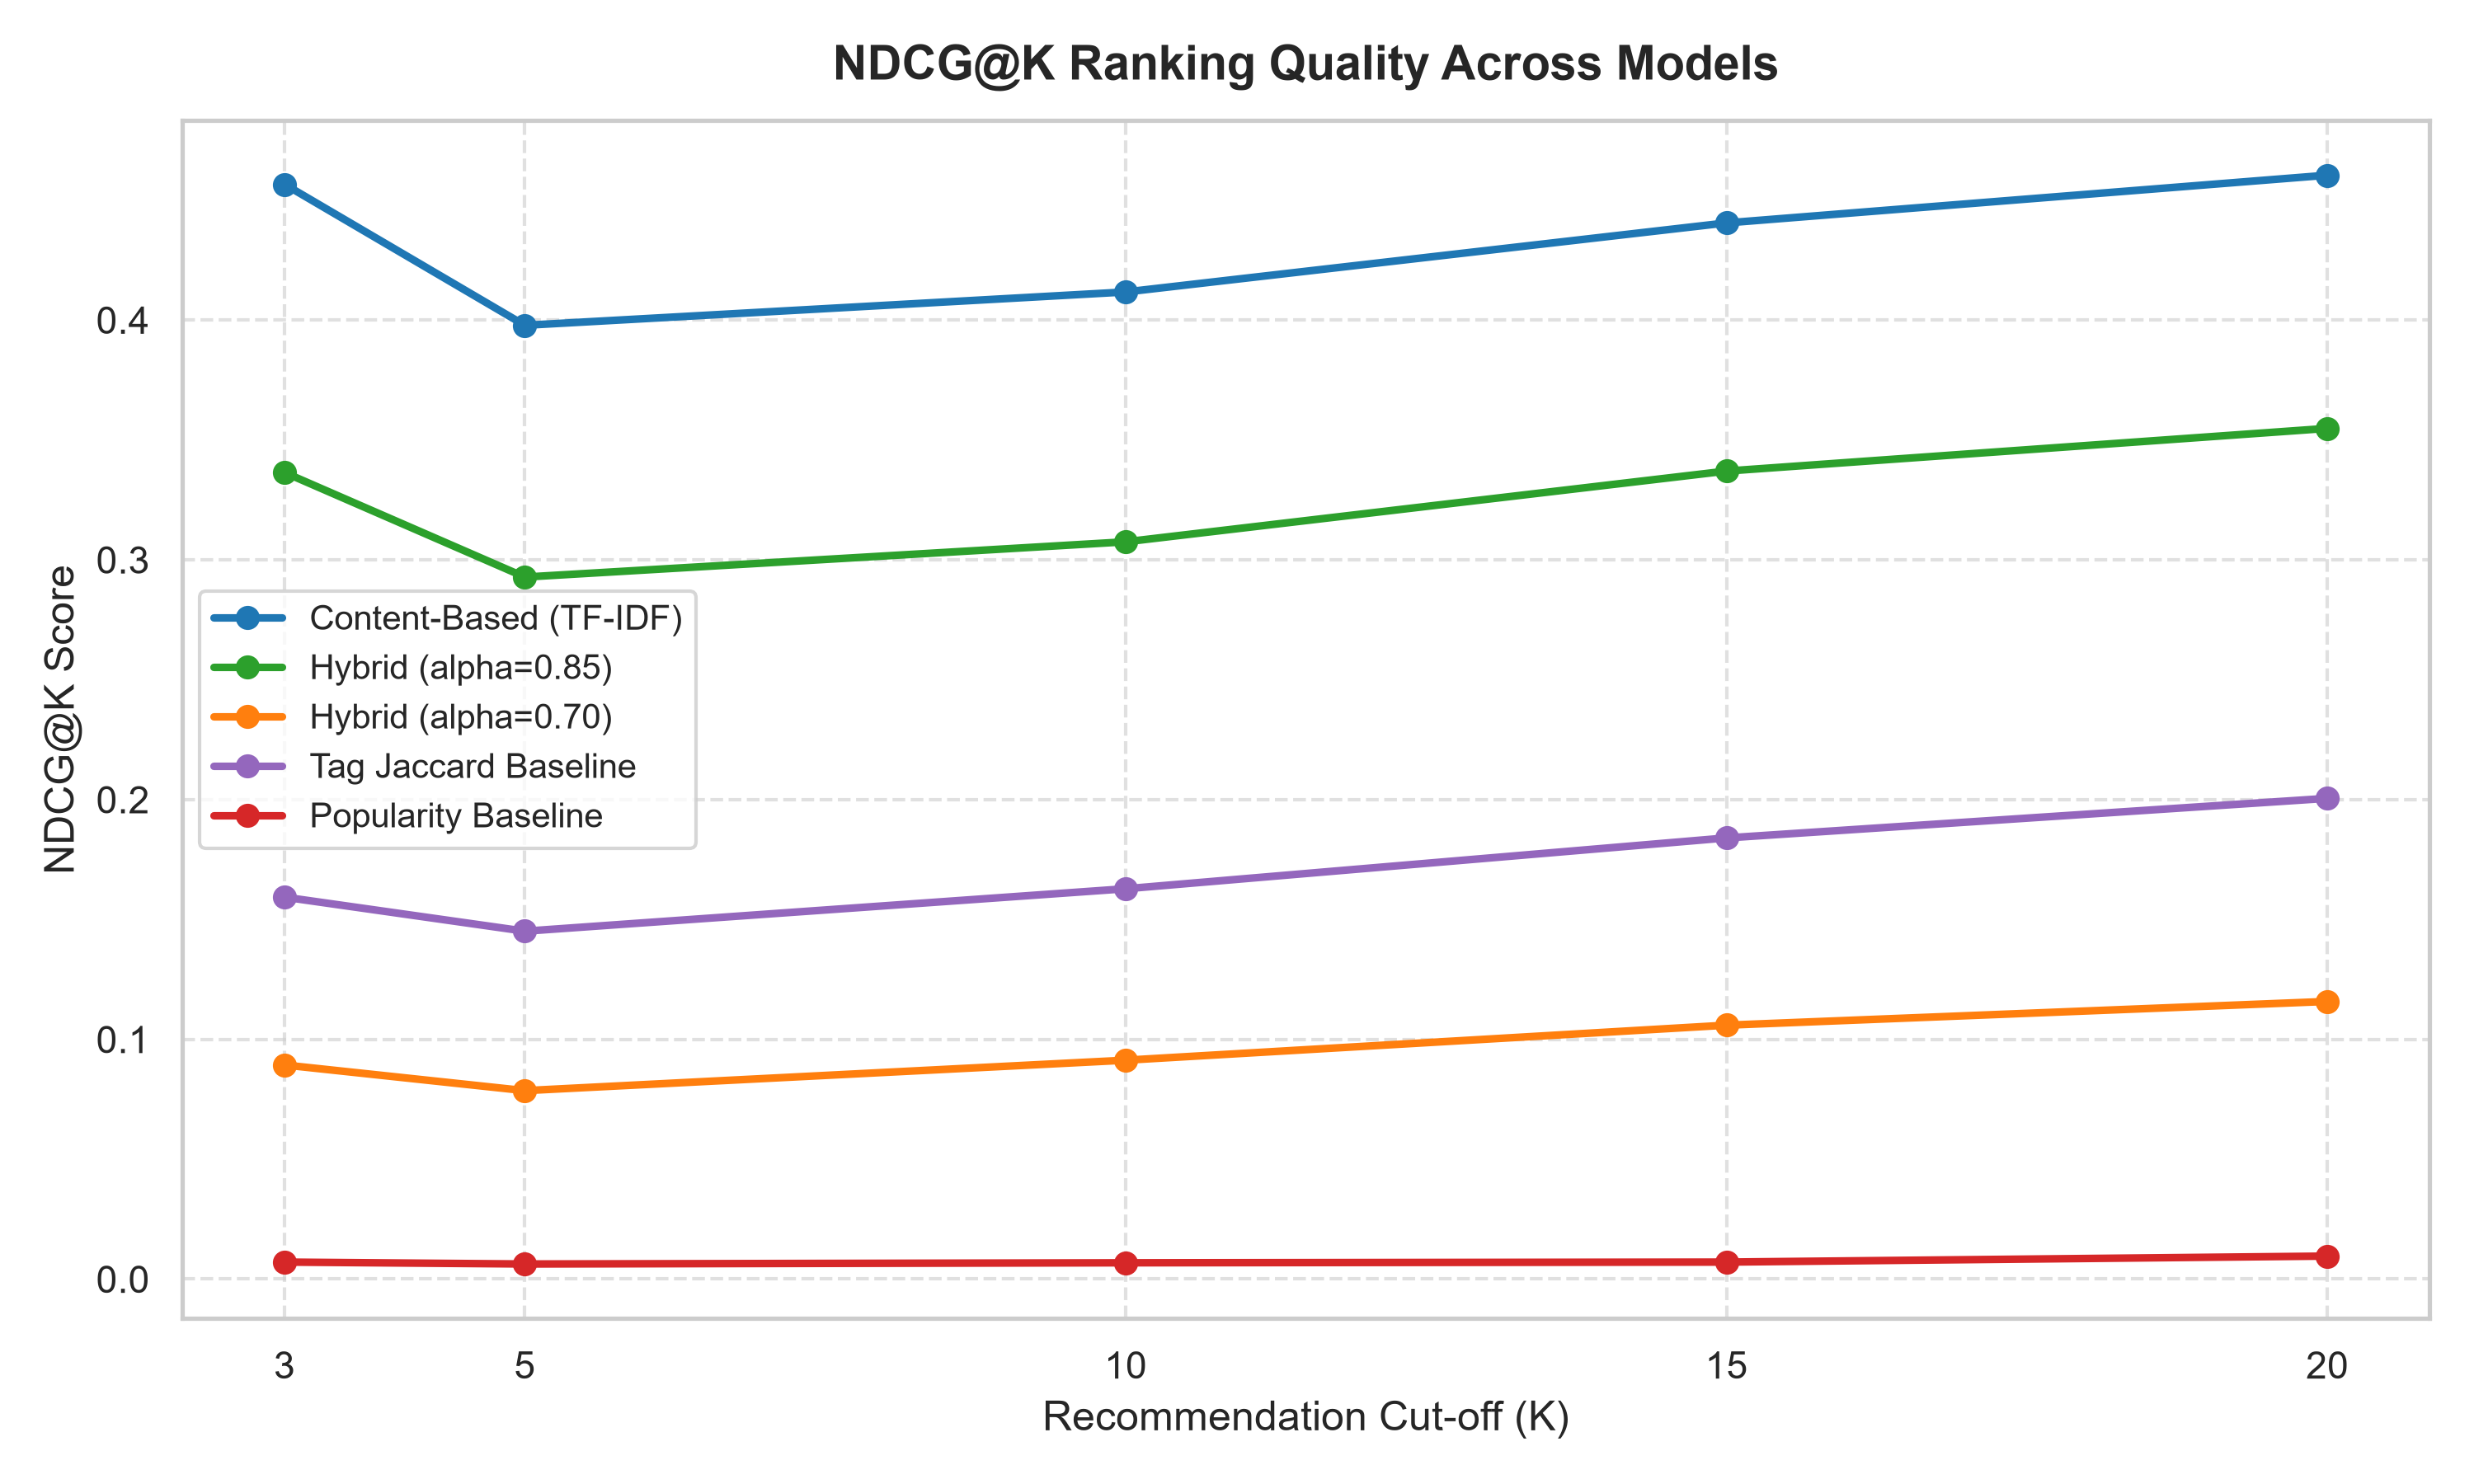 NDCG@K Ranking Quality Across Models
NDCG@K Score
0.4
0.3
0.2
0.1
0.0
Content-Based (TF-IDF)
Hybrid (alpha=0.85)
Hybrid (alpha=0.70)
Tag Jaccard Baseline
Popularity Baseline
3 5 10 15 20
Recommendation Cut-off (K)